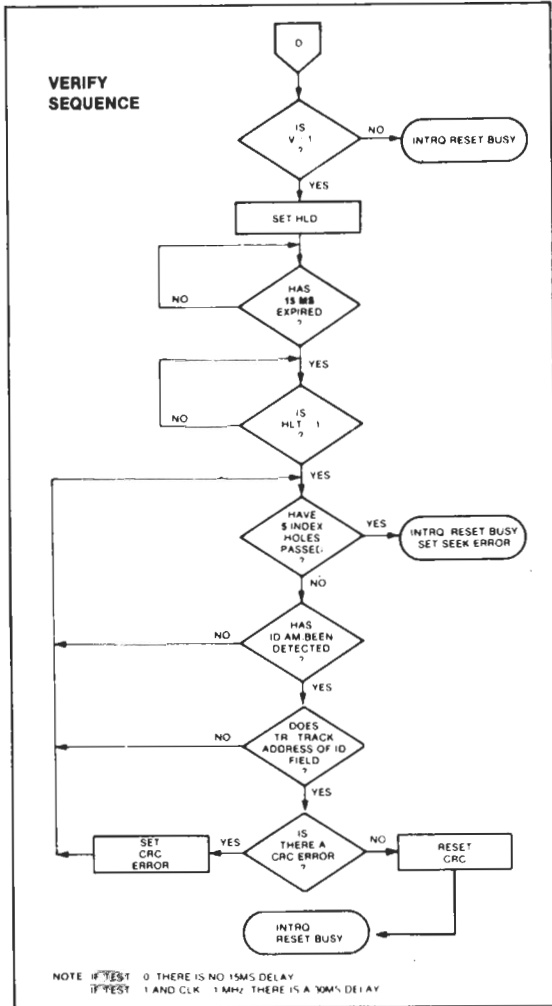 VERIFY
SEQUENCE
D
IS
V 1
?
NO
INTRQ RESET BUSY
YES
SET HLD
HAS
15 MS
EXPIRED
?
NO
YES
IS
HLT 1
?
NO
YES
HAVE
5 INDEX
HOLES
PASSED
?
YES
INTRQ RESET BUSY
SET SEEK ERROR
NO
HAS
ID AM BEEN
DETECTED
?
NO
YES
DOES
TR TRACK
ADDRESS OF ID
FIELD
?
NO
YES
IS
THERE A
CRC ERROR
?
YES
SET
CRC
ERROR
NO
RESET
CRC
INTRQ
RESET BUSY
NOTE IF TEST 0 THERE IS NO 15MS DELAY
IF TEST 1 AND CLK 1 MHz THERE IS A 30MS DELAY